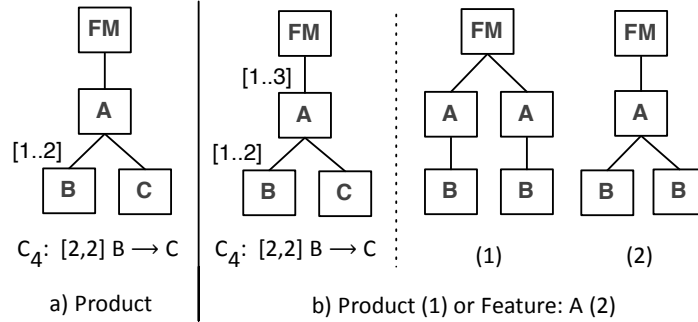 FM
A
[1..2]
B C
C4: [2,2] B → C
a) Product
FM
[1..3]
A
[1..2]
B C
C4: [2,2] B → C
FM
A A
B B
(1)
FM
A
B B
(2)
b) Product (1) or Feature: A (2)